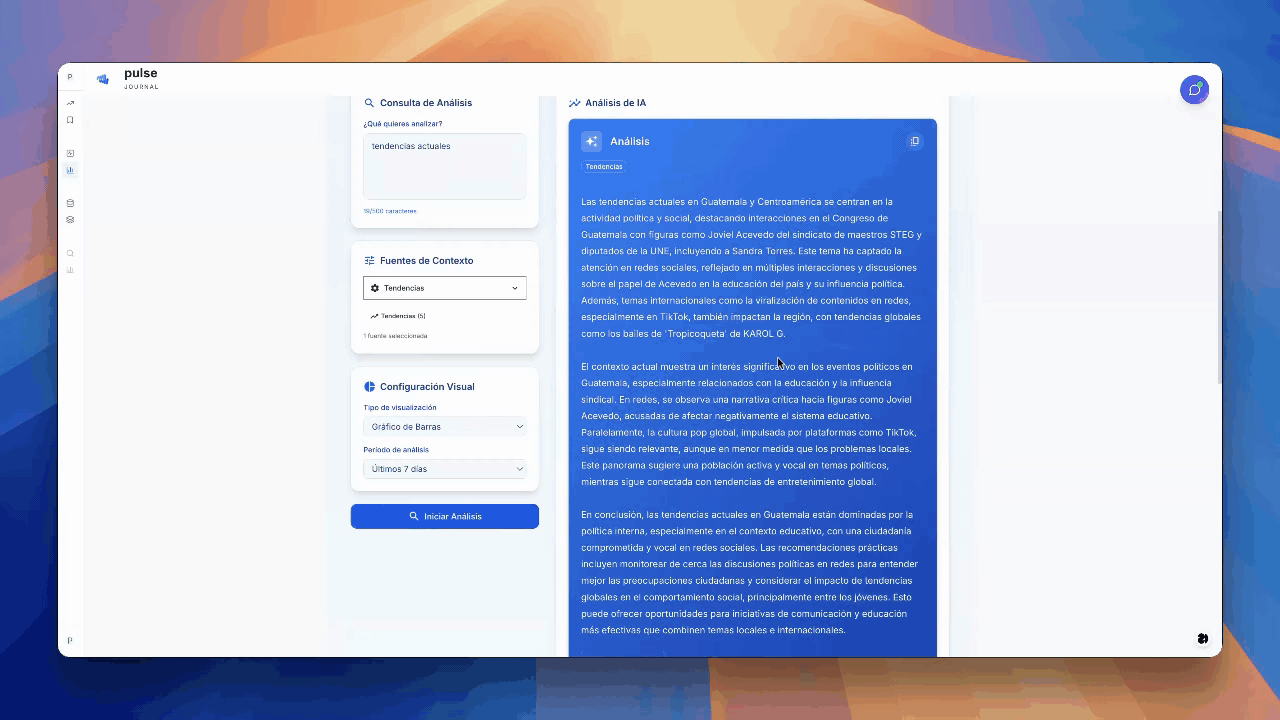 P
pulse
JOURNAL
Consulta de Análisis
¿Qué quieres analizar?
tendencias actuales
19/500 caracteres
Fuentes de Contexto
Tendencias
Tendencias (5)
1 fuente seleccionada
Configuración Visual
Tipo de visualización
Gráfico de Barras
Período de análisis
Últimos 7 días
Iniciar Análisis
P
Análisis de IA
Análisis
Tendencias
Las tendencias actuales en Guatemala y Centroamérica se centran en la
actividad política y social, destacando interacciones en el Congreso de
Guatemala con figuras como Joviel Acevedo del sindicato de maestros STEG y
diputados de la UNE, incluyendo a Sandra Torres. Este tema ha captado la
atención en redes sociales, reflejado en múltiples interacciones y discusiones
sobre el papel de Acevedo en la educación del país y su influencia política.
Además, temas internacionales como la viralización de contenidos en redes,
especialmente en TikTok, también impactan la región, con tendencias globales
como los bailes de 'Tropicoqueta' de KAROL G.
El contexto actual muestra un interés significativo en los eventos políticos en
Guatemala, especialmente relacionados con la educación y la influencia
sindical. En redes, se observa una narrativa crítica hacia figuras como Joviel
Acevedo, acusadas de afectar negativamente el sistema educativo.
Paralelamente, la cultura pop global, impulsada por plataformas como TikTok,
sigue siendo relevante, aunque en menor medida que los problemas locales.
Este panorama sugiere una población activa y vocal en temas políticos,
mientras sigue conectada con tendencias de entretenimiento global.
En conclusión, las tendencias actuales en Guatemala están dominadas por la
política interna, especialmente en el contexto educativo, con una ciudadanía
comprometida y vocal en redes sociales. Las recomendaciones prácticas
incluyen monitorear de cerca las discusiones políticas en redes para entender
mejor las preocupaciones ciudadanas y considerar el impacto de tendencias
globales en el comportamiento social, principalmente entre los jóvenes. Esto
puede ofrecer oportunidades para iniciativas de comunicación y educación
más efectivas que combinen temas locales e internacionales.